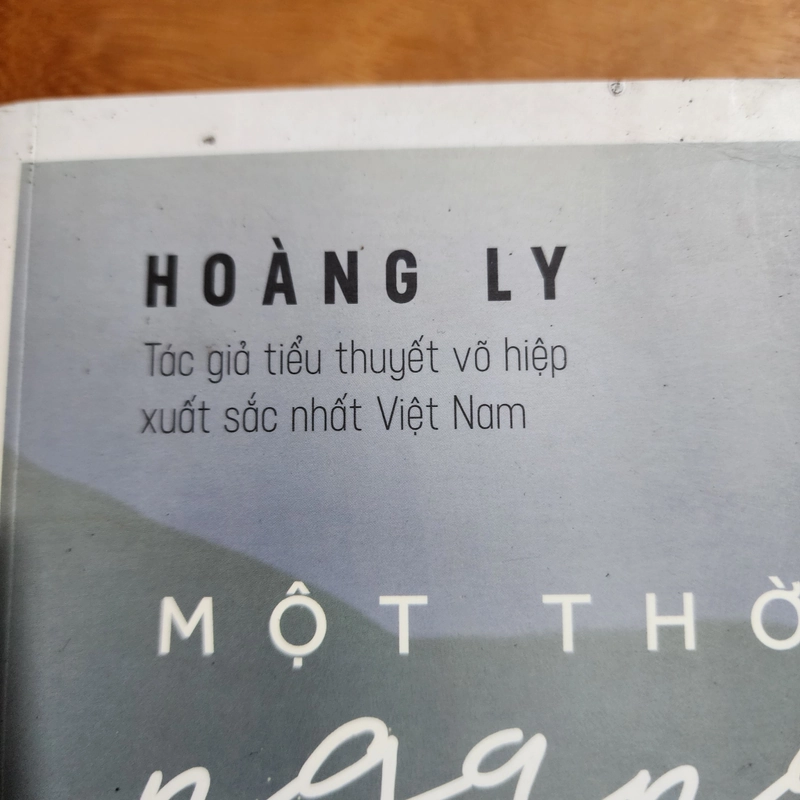 HOÀNG LY
Tác giả tiểu thuyết võ hiệp
xuất sắc nhất Việt Nam
MỘT THỜ